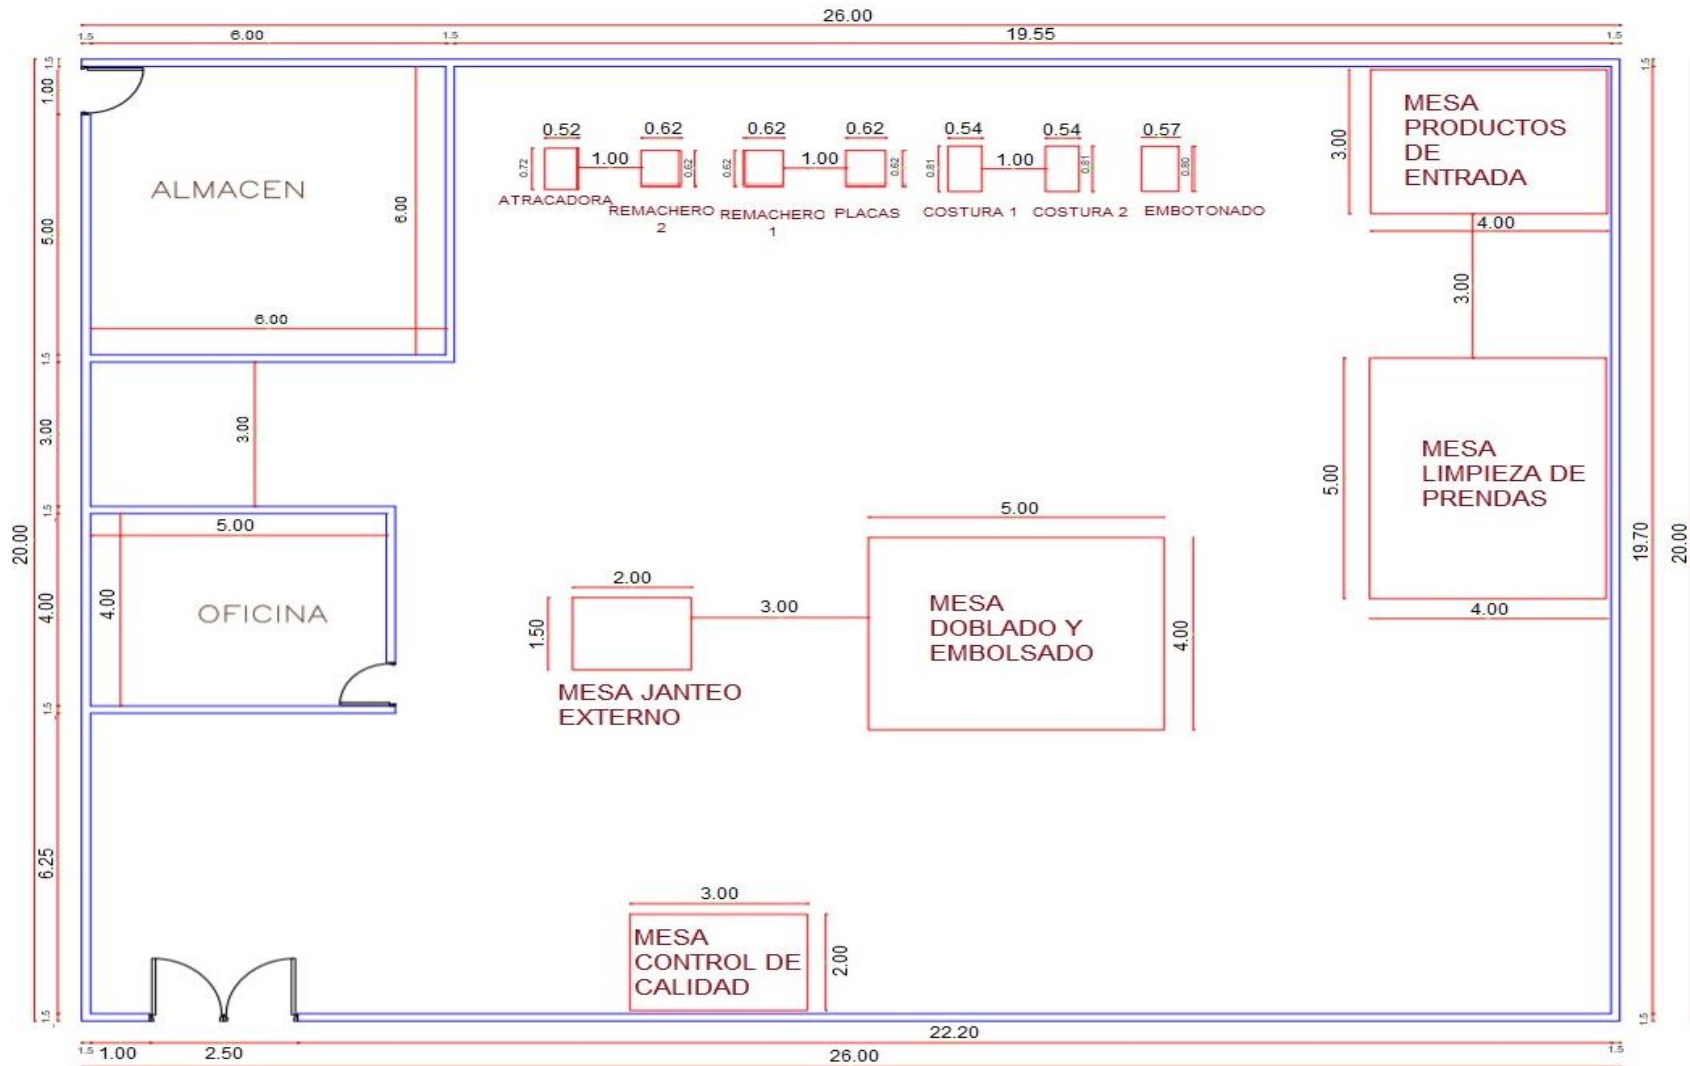 26.00
1.5 6.00 1.5 19.55 1.5
1.5
1.00
5.00
1.5
3.00
1.5
4.00
1.5
6.25
1.5
20.00
ALMACEN
6.00
6.00
3.00
5.00
4.00
OFICINA
0.52
0.72
ATRACADORA
1.00
0.62
0.62
REMACHERO
2
0.62
0.62
REMACHERO
1
1.00
0.62
0.62
PLACAS
0.54
0.81
COSTURA 1
1.00
0.54
0.81
COSTURA 2
0.57
0.80
EMBOTONADO
MESA
PRODUCTOS
DE
ENTRADA
3.00
4.00
3.00
MESA
LIMPIEZA DE
PRENDAS
5.00
4.00
2.00
1.50
MESA JANTEO
EXTERNO
3.00
5.00
MESA
DOBLADO Y
EMBOLSADO
4.00
3.00
MESA
CONTROL DE
CALIDAD
2.00
1.5
19.70
1.5
20.00
1.5 1.00 2.50 22.20 1.5
26.00